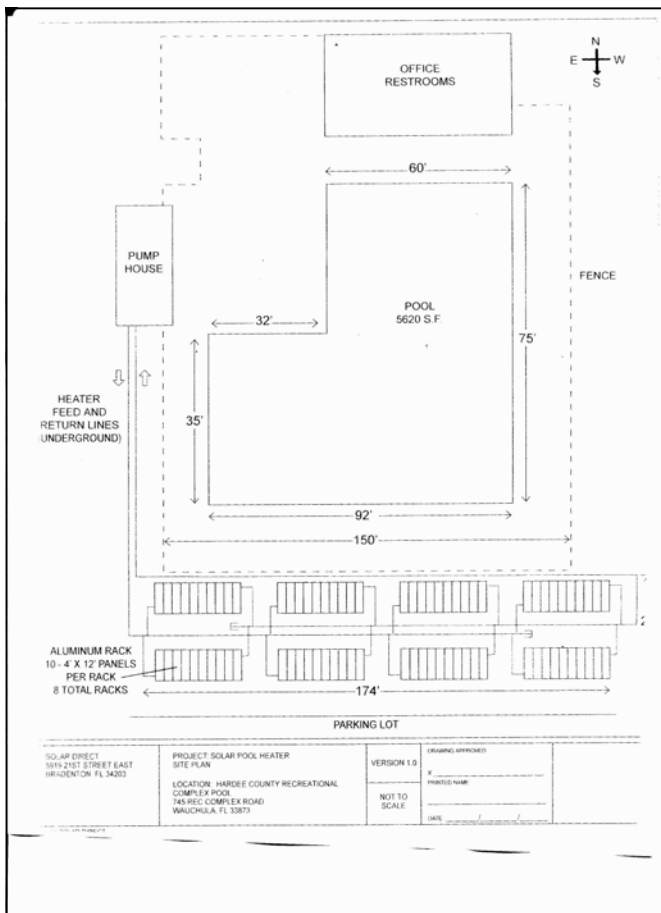 OFFICE
RESTROOMS
N
E W
S
60'
PUMP
HOUSE
FENCE
POOL
5620 S.F.
32'
75'
HEATER
FEED AND
RETURN LINES
(UNDERGROUND)
35'
92'
150'
ALUMINUM RACK
10 - 4' X 12' PANELS
PER RACK
8 TOTAL RACKS
174'
PARKING LOT
SOLAR DIRECT
5919 21ST STREET EAST
BRADENTON FL 34203
PROJECT: SOLAR POOL HEATER
SITE PLAN
LOCATION: HARDEE COUNTY RECREATIONAL
COMPLEX POOL
745 REC COMPLEX ROAD
WAUCHULA, FL 33873
VERSION 1.0
NOT TO
SCALE
DRAWING APPROVED
X
PRINTED NAME
DATE / /